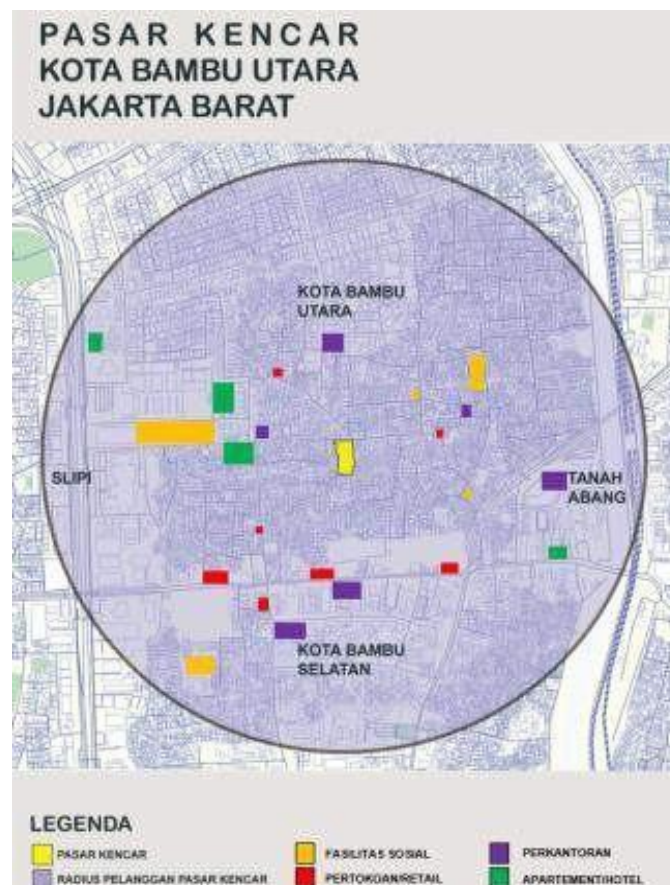 PASAR KENCAR
KOTA BAMBU UTARA
JAKARTA BARAT
KOTA BAMBU
UTARA
SLIPI
TANAH
ABANG
KOTA BAMBU
SELATAN
LEGENDA
PASAR KENCAR
FASILITAS SOSIAL
PERKANTORAN
RADIUS PELANGGAN PASAR KENCAR
PERTOKOAN/RETAIL
APARTEMENT/HOTEL